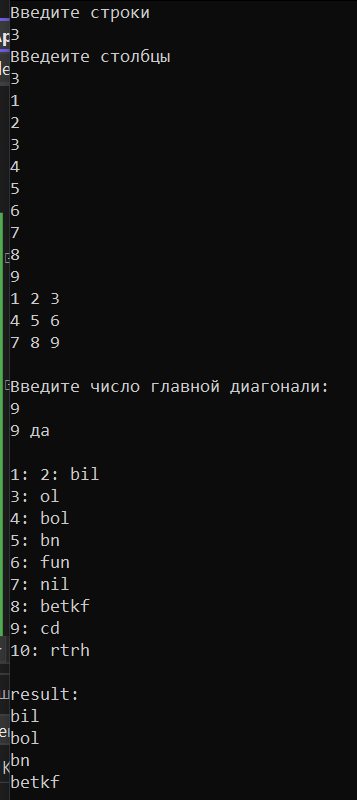 Введите строки
3
ВВедеите столбцы
3
1
2
3
4
5
6
7
8
9
1 2 3
4 5 6
7 8 9
Введите число главной диагонали:
9
9 да
1: 2: bil
3: ol
4: bol
5: bn
6: fun
7: nil
8: betkf
9: cd
10: rtrh
result:
bil
bol
bn
betkf